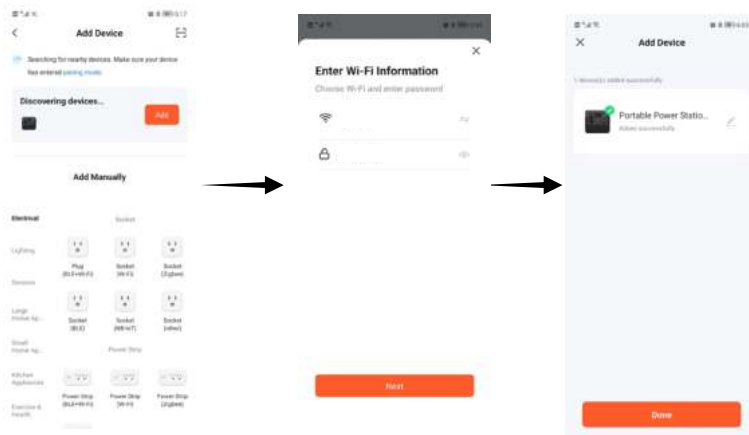 6:17
Add Device
Searching for nearby devices. Make sure your device
has entered pairing mode.
Discovering devices...
Add
Add Manually
Electrical
Socket
Lighting
Plug
(BLE+Wi-Fi)
Socket
(Wi-Fi)
Socket
(Zigbee)
Sensors
Large
Home Ap...
Socket
(BLE)
Socket
(NB-IoT)
Socket
(other)
Small
Home Ap...
Power Strip
Kitchen
Appliances
Power Strip
(BLE+Wi-Fi)
Power Strip
(Wi-Fi)
Power Strip
(Zigbee)
Exercise &
Health
Enter Wi-Fi Information
Choose Wi-Fi and enter password
Next
Add Device
1 device(s) added successfully
Portable Power Statio...
Added successfully
Done